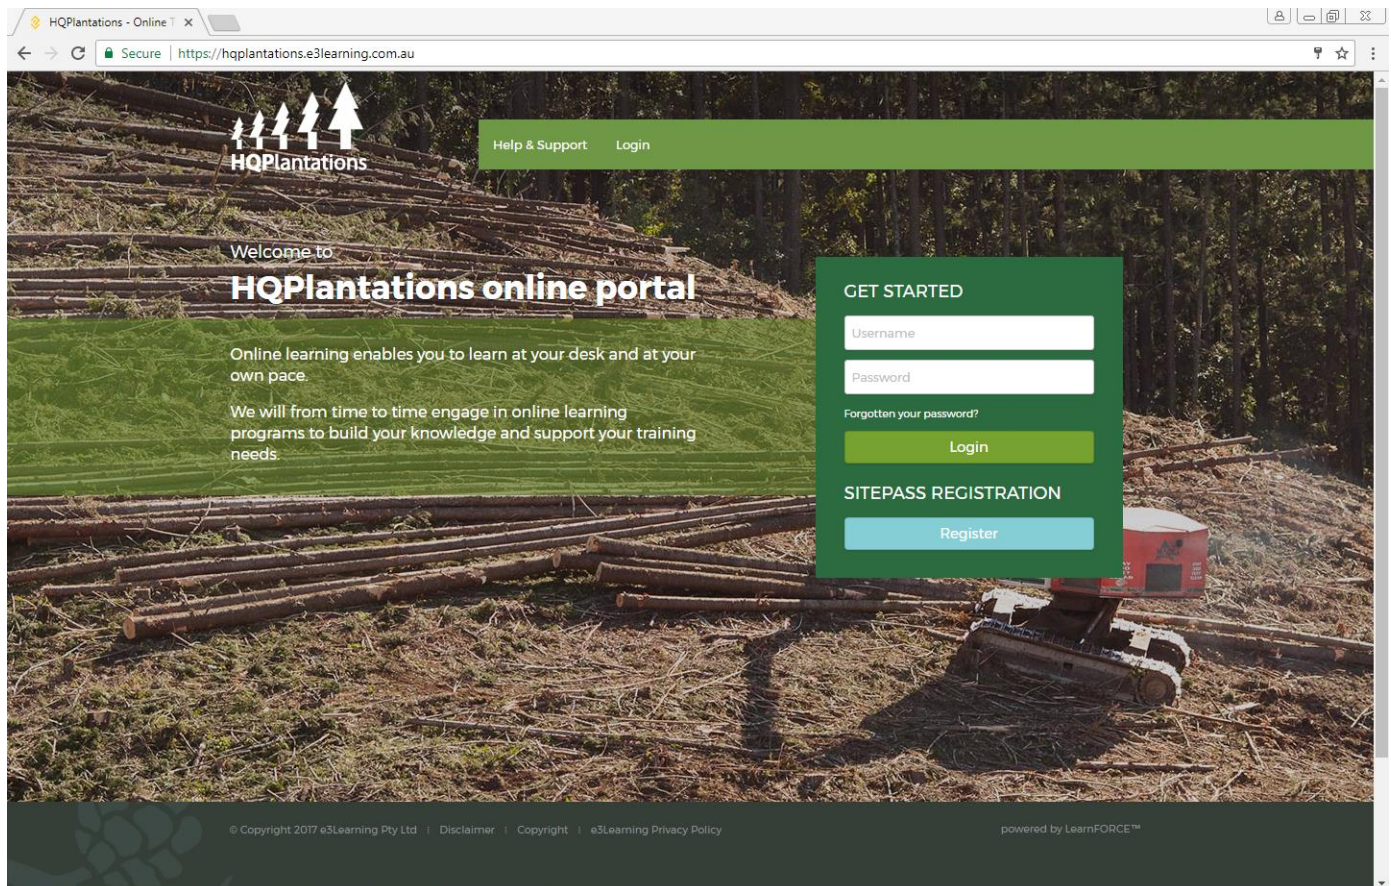 HQPlantations - Online T
Secure | https://hqplantations.e3learning.com.au
HQPlantations
Help & Support Login
Welcome to
HQPlantations online portal
Online learning enables you to learn at your desk and at your
own pace.
We will from time to time engage in online learning
programs to build your knowledge and support your training
needs.
GET STARTED
Username
Password
Forgotten your password?
Login
SITEPASS REGISTRATION
Register
© Copyright 2017 e3Learning Pty Ltd | Disclaimer | Copyright | e3Learning Privacy Policy
powered by LearnFORCE™